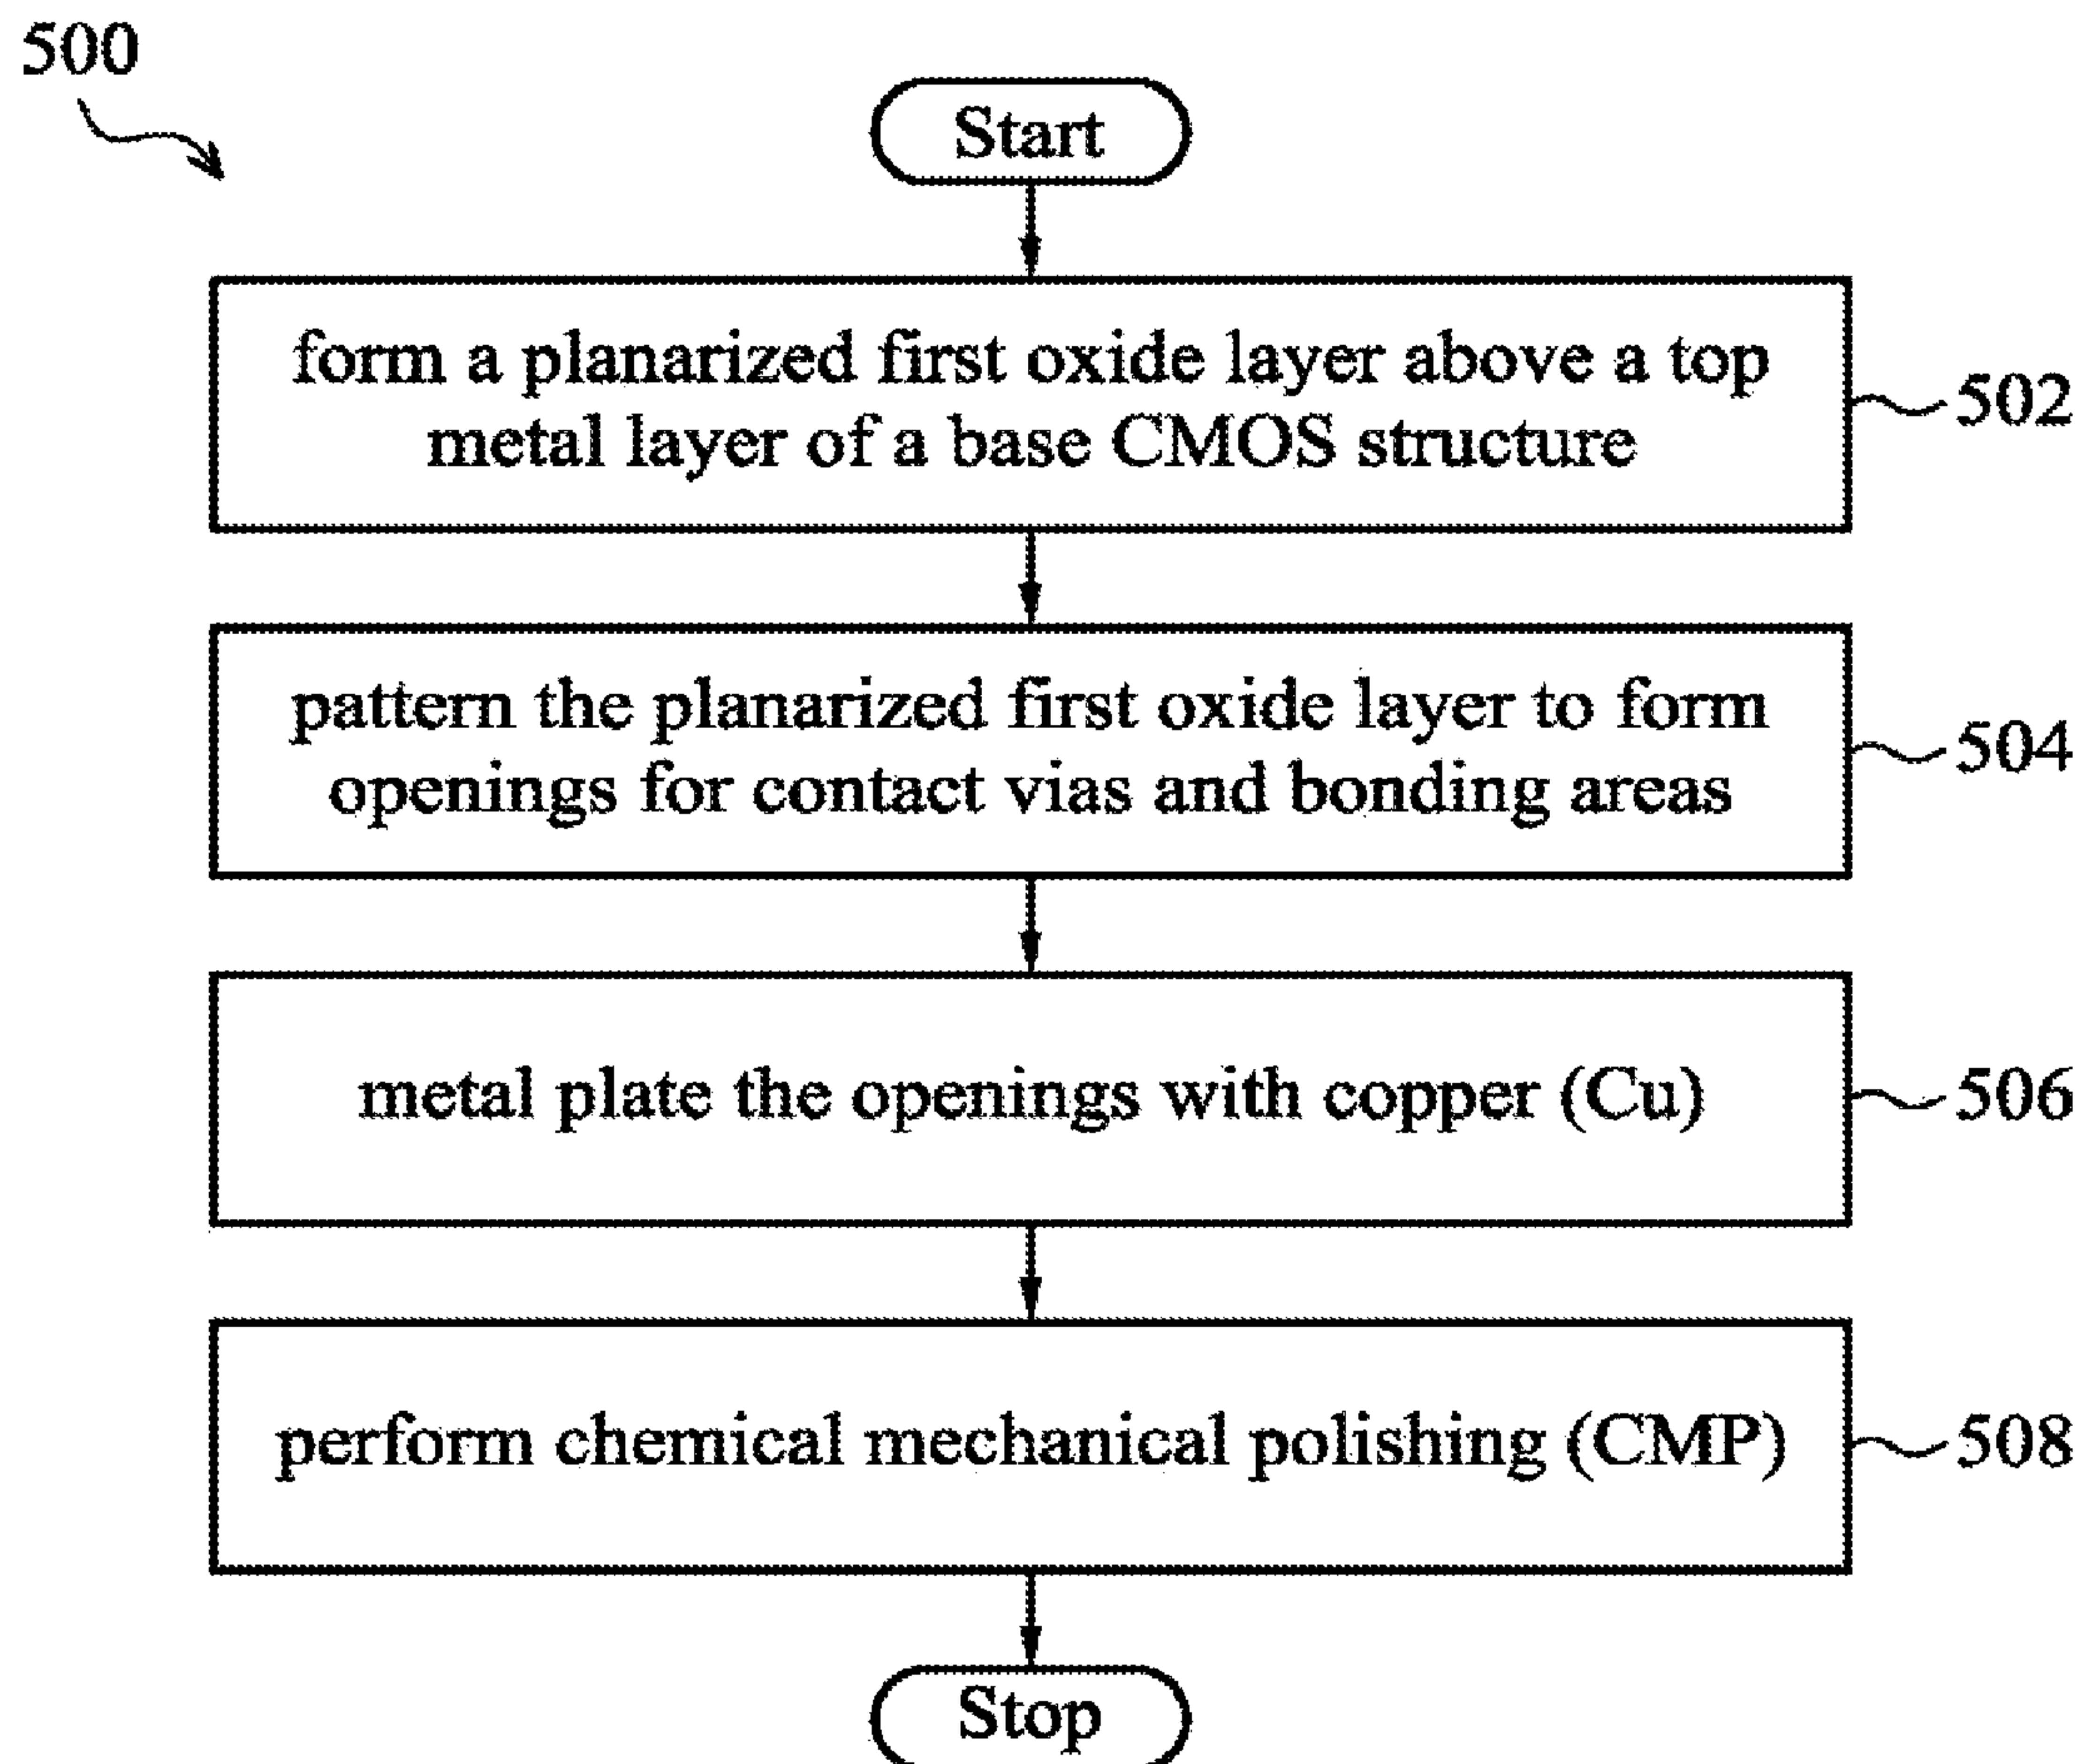 500
Start
form a planarized first oxide layer above a top
metal layer of a base CMOS structure
502
pattern the planarized first oxide layer to form
openings for contact vias and bonding areas
504
metal plate the openings with copper (Cu)
506
perform chemical mechanical polishing (CMP)
508
Stop